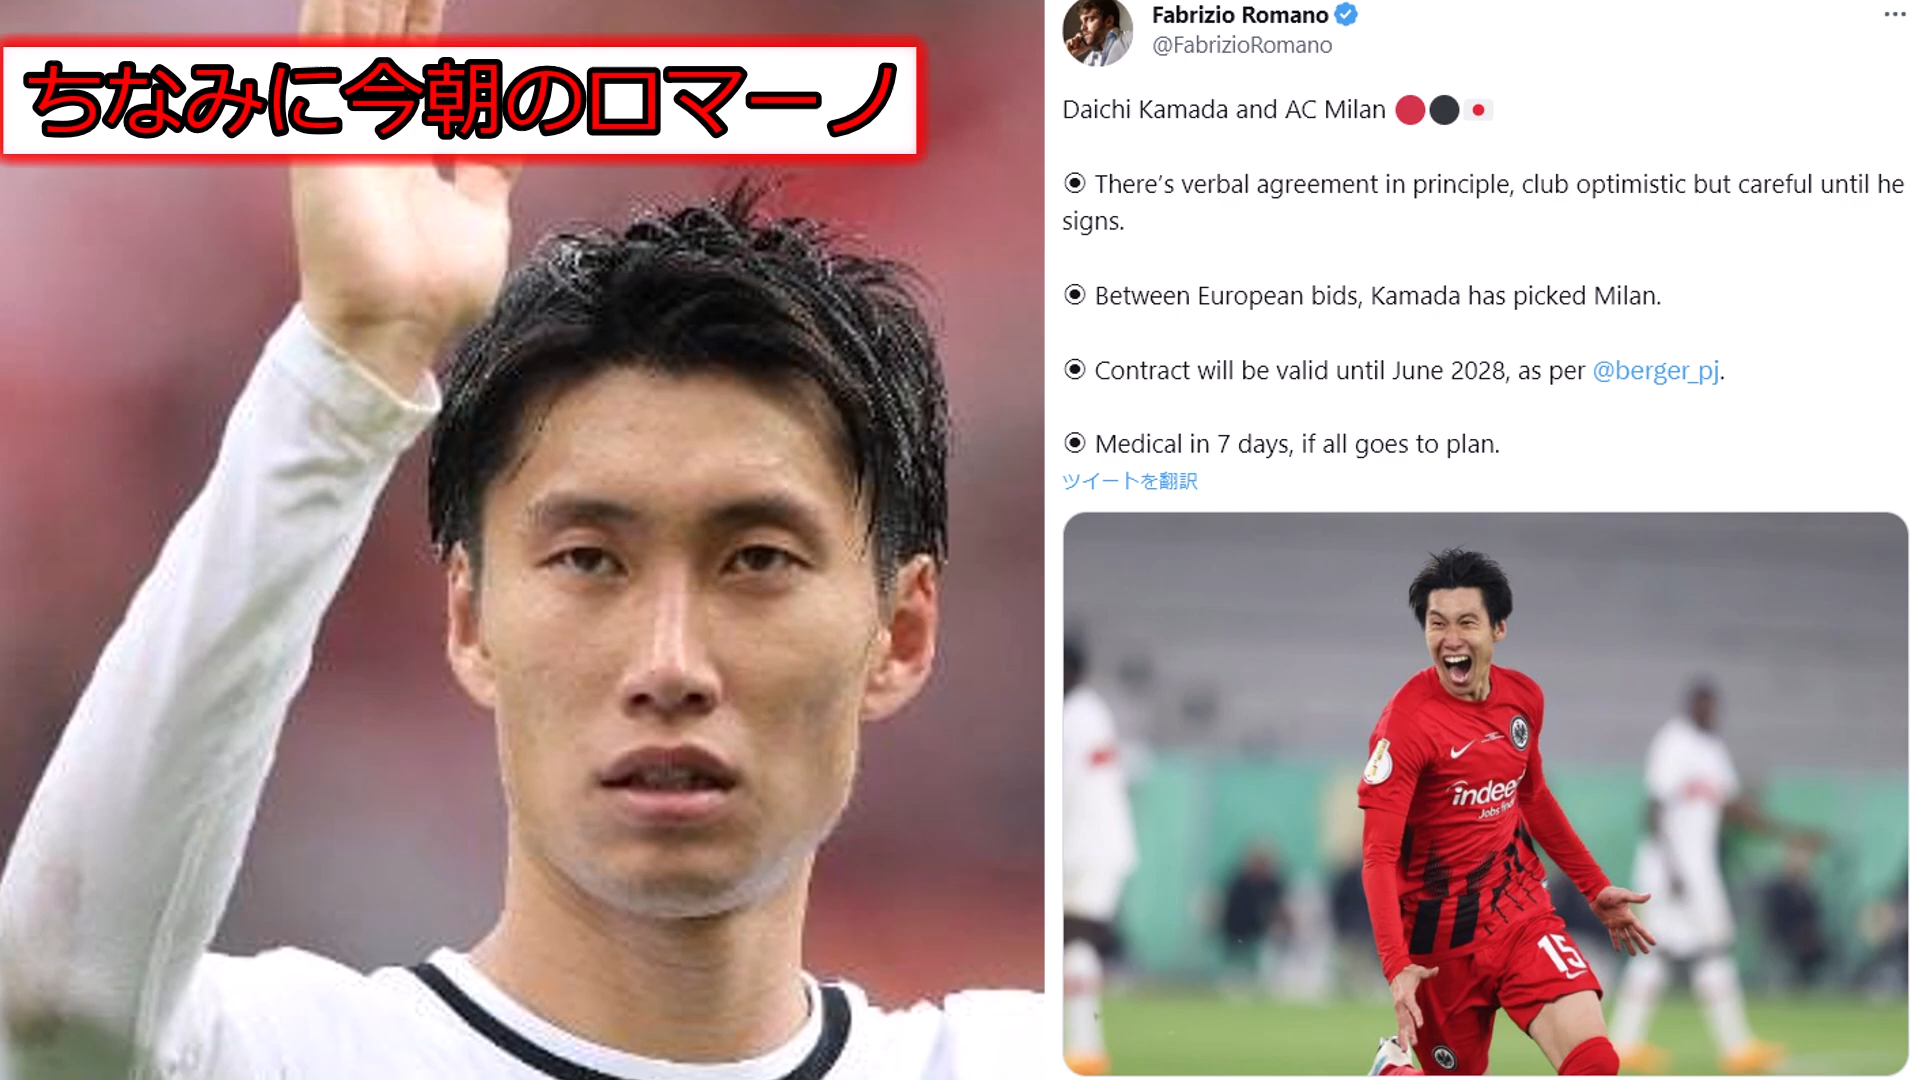 ちなみに今朝のロマーノ
Fabrizio Romano
@FabrizioRomano
Daichi Kamada and AC Milan 🔴⚫️🇯🇵
◉ There’s verbal agreement in principle, club optimistic but careful until he
signs.
◉ Between European bids, Kamada has picked Milan.
◉ Contract will be valid until June 2028, as per @berger_pj.
◉ Medical in 7 days, if all goes to plan.
ツイートを翻訳
indeed
Jobs
15